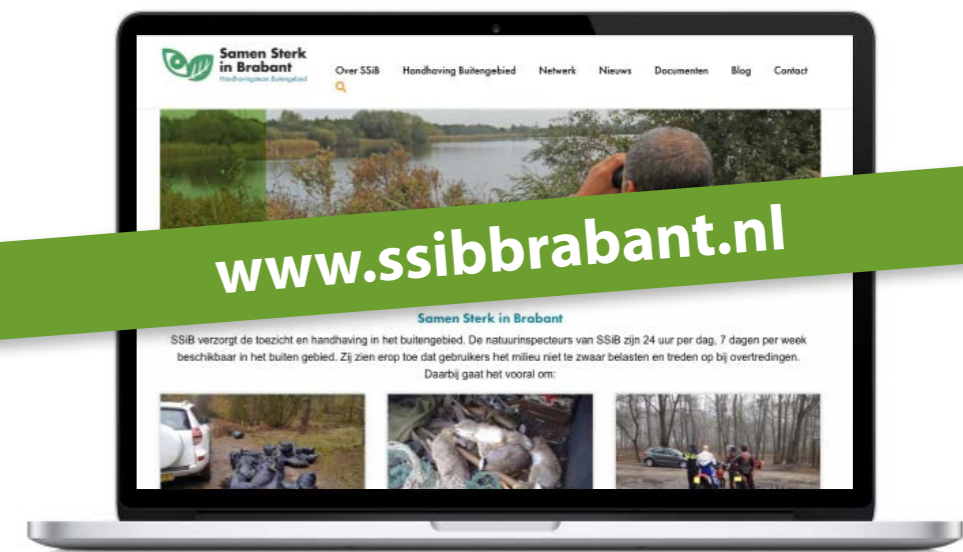 Samen Sterk
in Brabant
Handhavingsteam Buitengebied
Over SSiB Handhaving Buitengebied Netwerk Nieuws Documenten Blog Contact
www.ssibbrabant.nl
Samen Sterk in Brabant
SSiB verzorgt de toezicht en handhaving in het buitengebied. De natuurinspecteurs van SSiB zijn 24 uur per dag, 7 dagen per week
beschikbaar in het buiten gebied. Zij zien erop toe dat gebruikers het milieu niet te zwaar belasten en treden op bij overtredingen.
Daarbij gaat het vooral om: